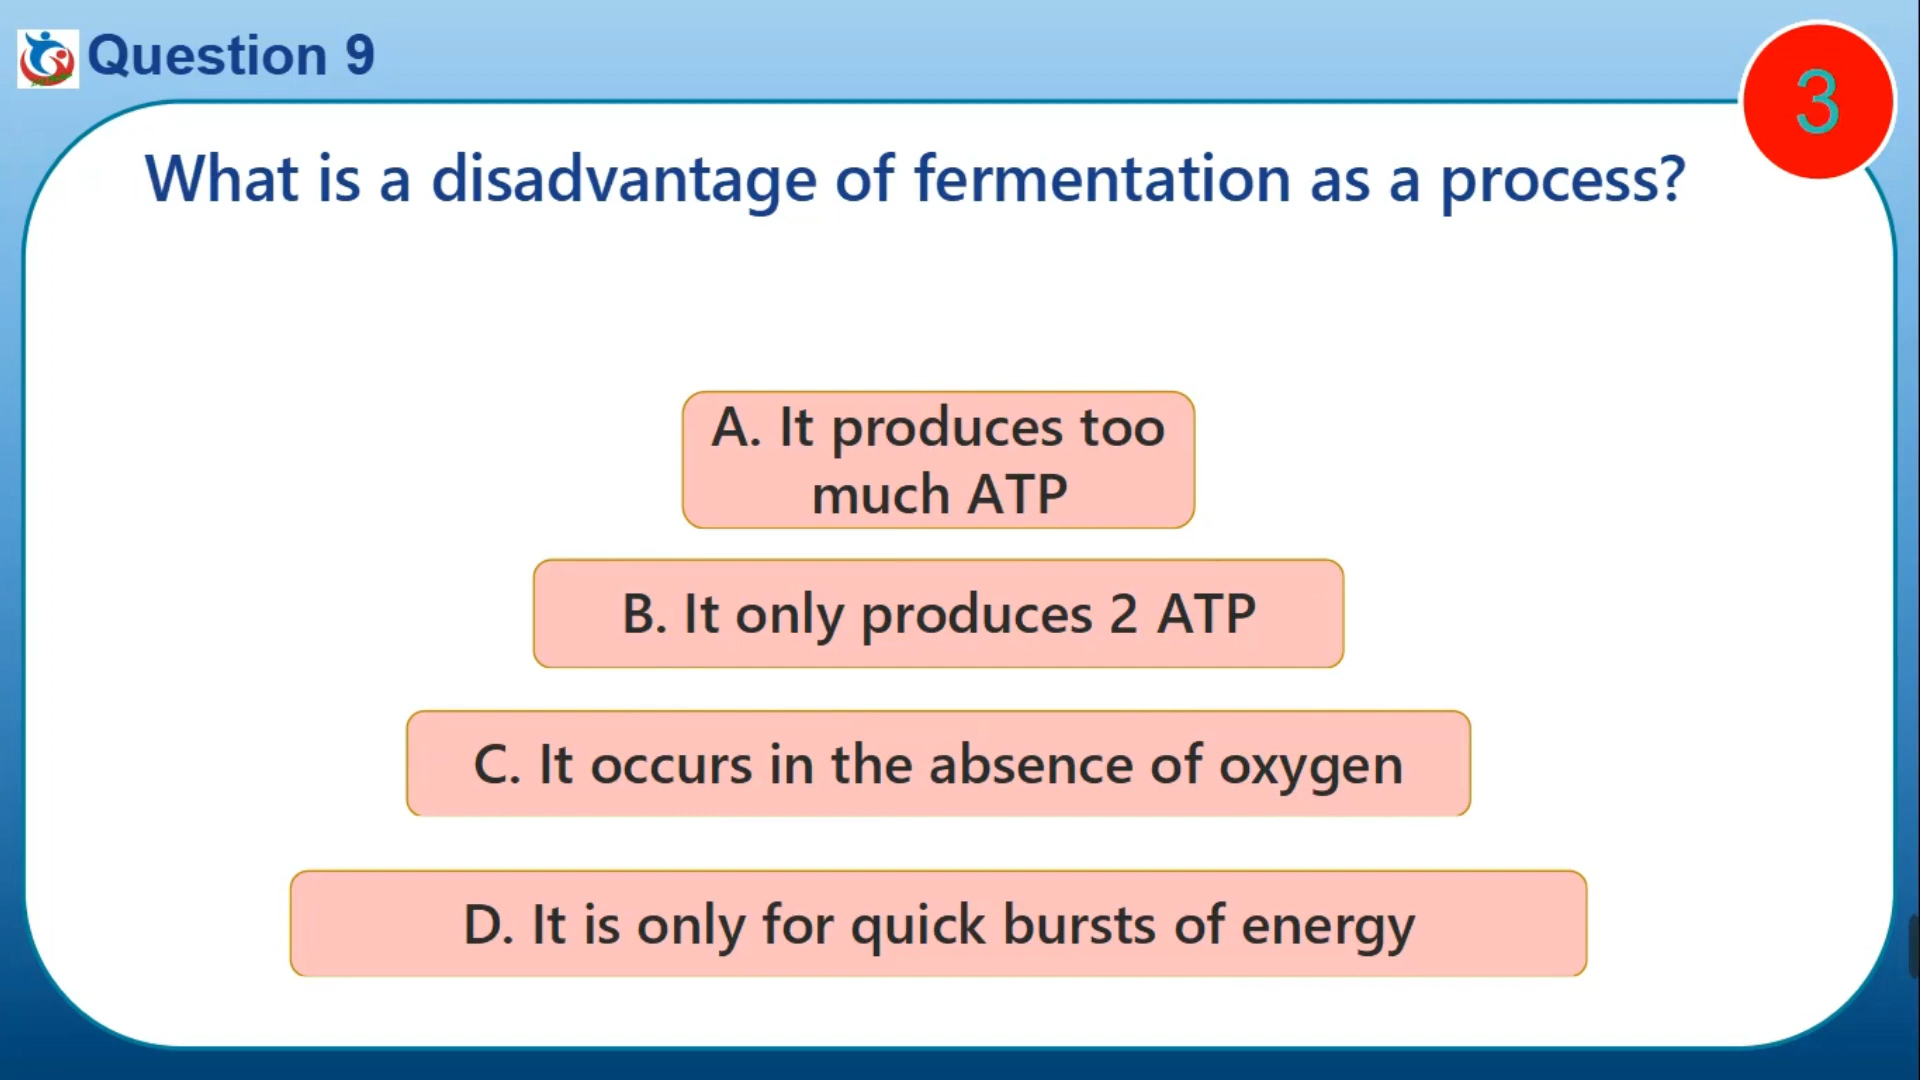 Question 9
3
What is a disadvantage of fermentation as a process?
A. It produces too
much ATP
B. It only produces 2 ATP
C. It occurs in the absence of oxygen
D. It is only for quick bursts of energy